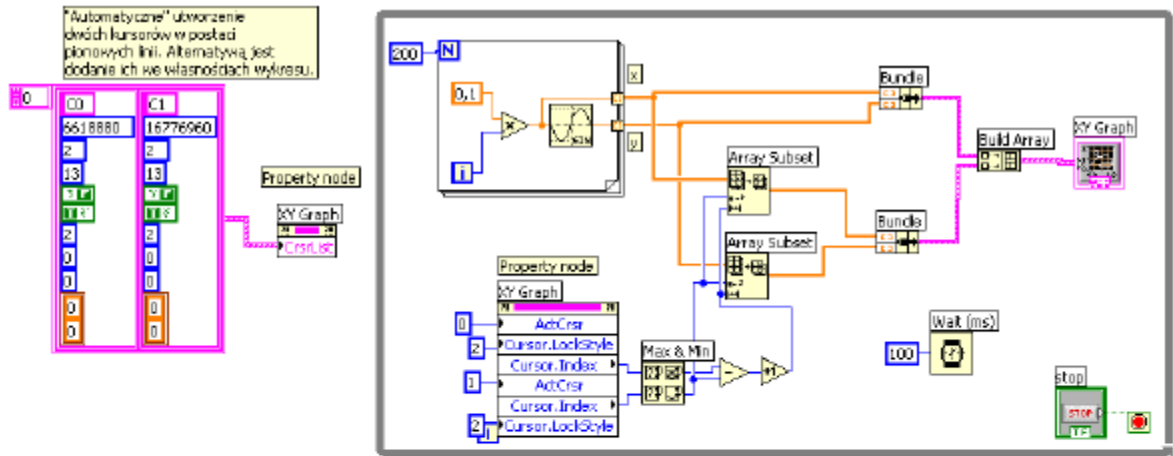 "Automatyczne" utworzenie
dwóch kursorów w postaci
pionowych linii. Alternatywą jest
dodanie ich we własnościach wykresu.
0
C0
C1
6618880
16776960
2
2
13
13
2
2
0
0
0
0
0
0
0
0
Property node
XY Graph
CrsrList
200
N
0,1
i
x
y
Bundle
Array Subset
Array Subset
Bundle
Build Array
XY Graph
Property node
XY Graph
0
ActCrsr
2
Cursor.LockStyle
Cursor.Index
1
ActCrsr
Cursor.Index
2
Cursor.LockStyle
Max & Min
Wait (ms)
100
stop
STOP
TF